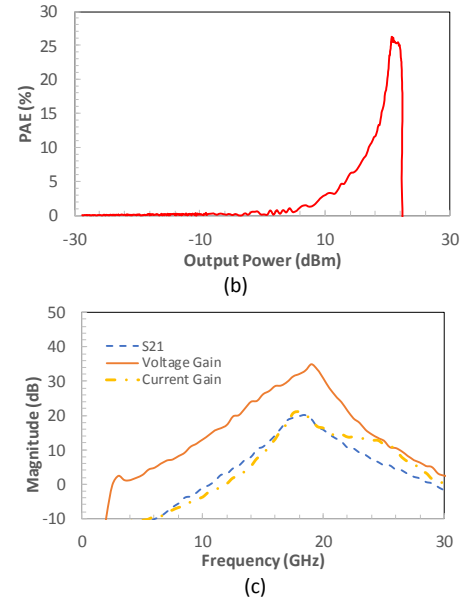 30
25
20
15
10
5
0
PAE (%)
-30 -10 10 30
Output Power (dBm)
(b)
50
40
30
20
10
0
-10
Magnitude (dB)
S21
Voltage Gain
Current Gain
0 10 20 30
Frequency (GHz)
(c)